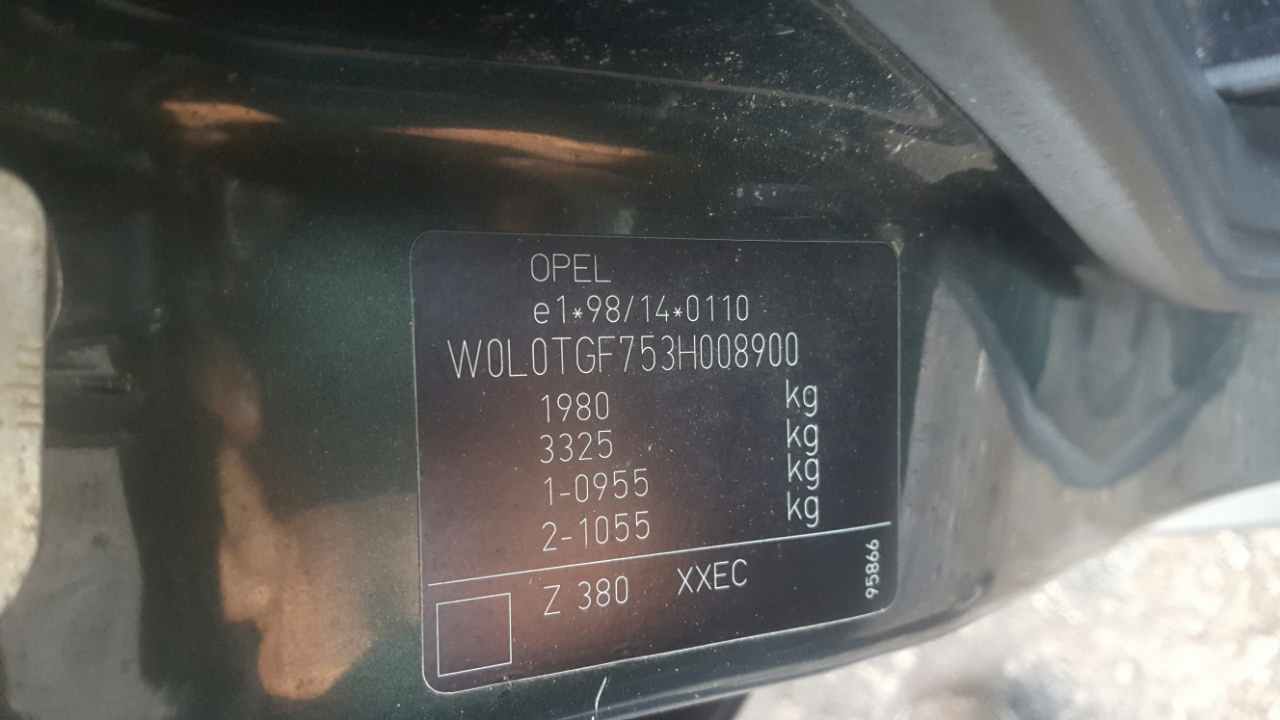 OPEL
e1*98/14*0110
W0L0TGF753H008900
1980 kg
3325 kg
1-0955 kg
2-1055 kg
Z 380 XXEC
95866